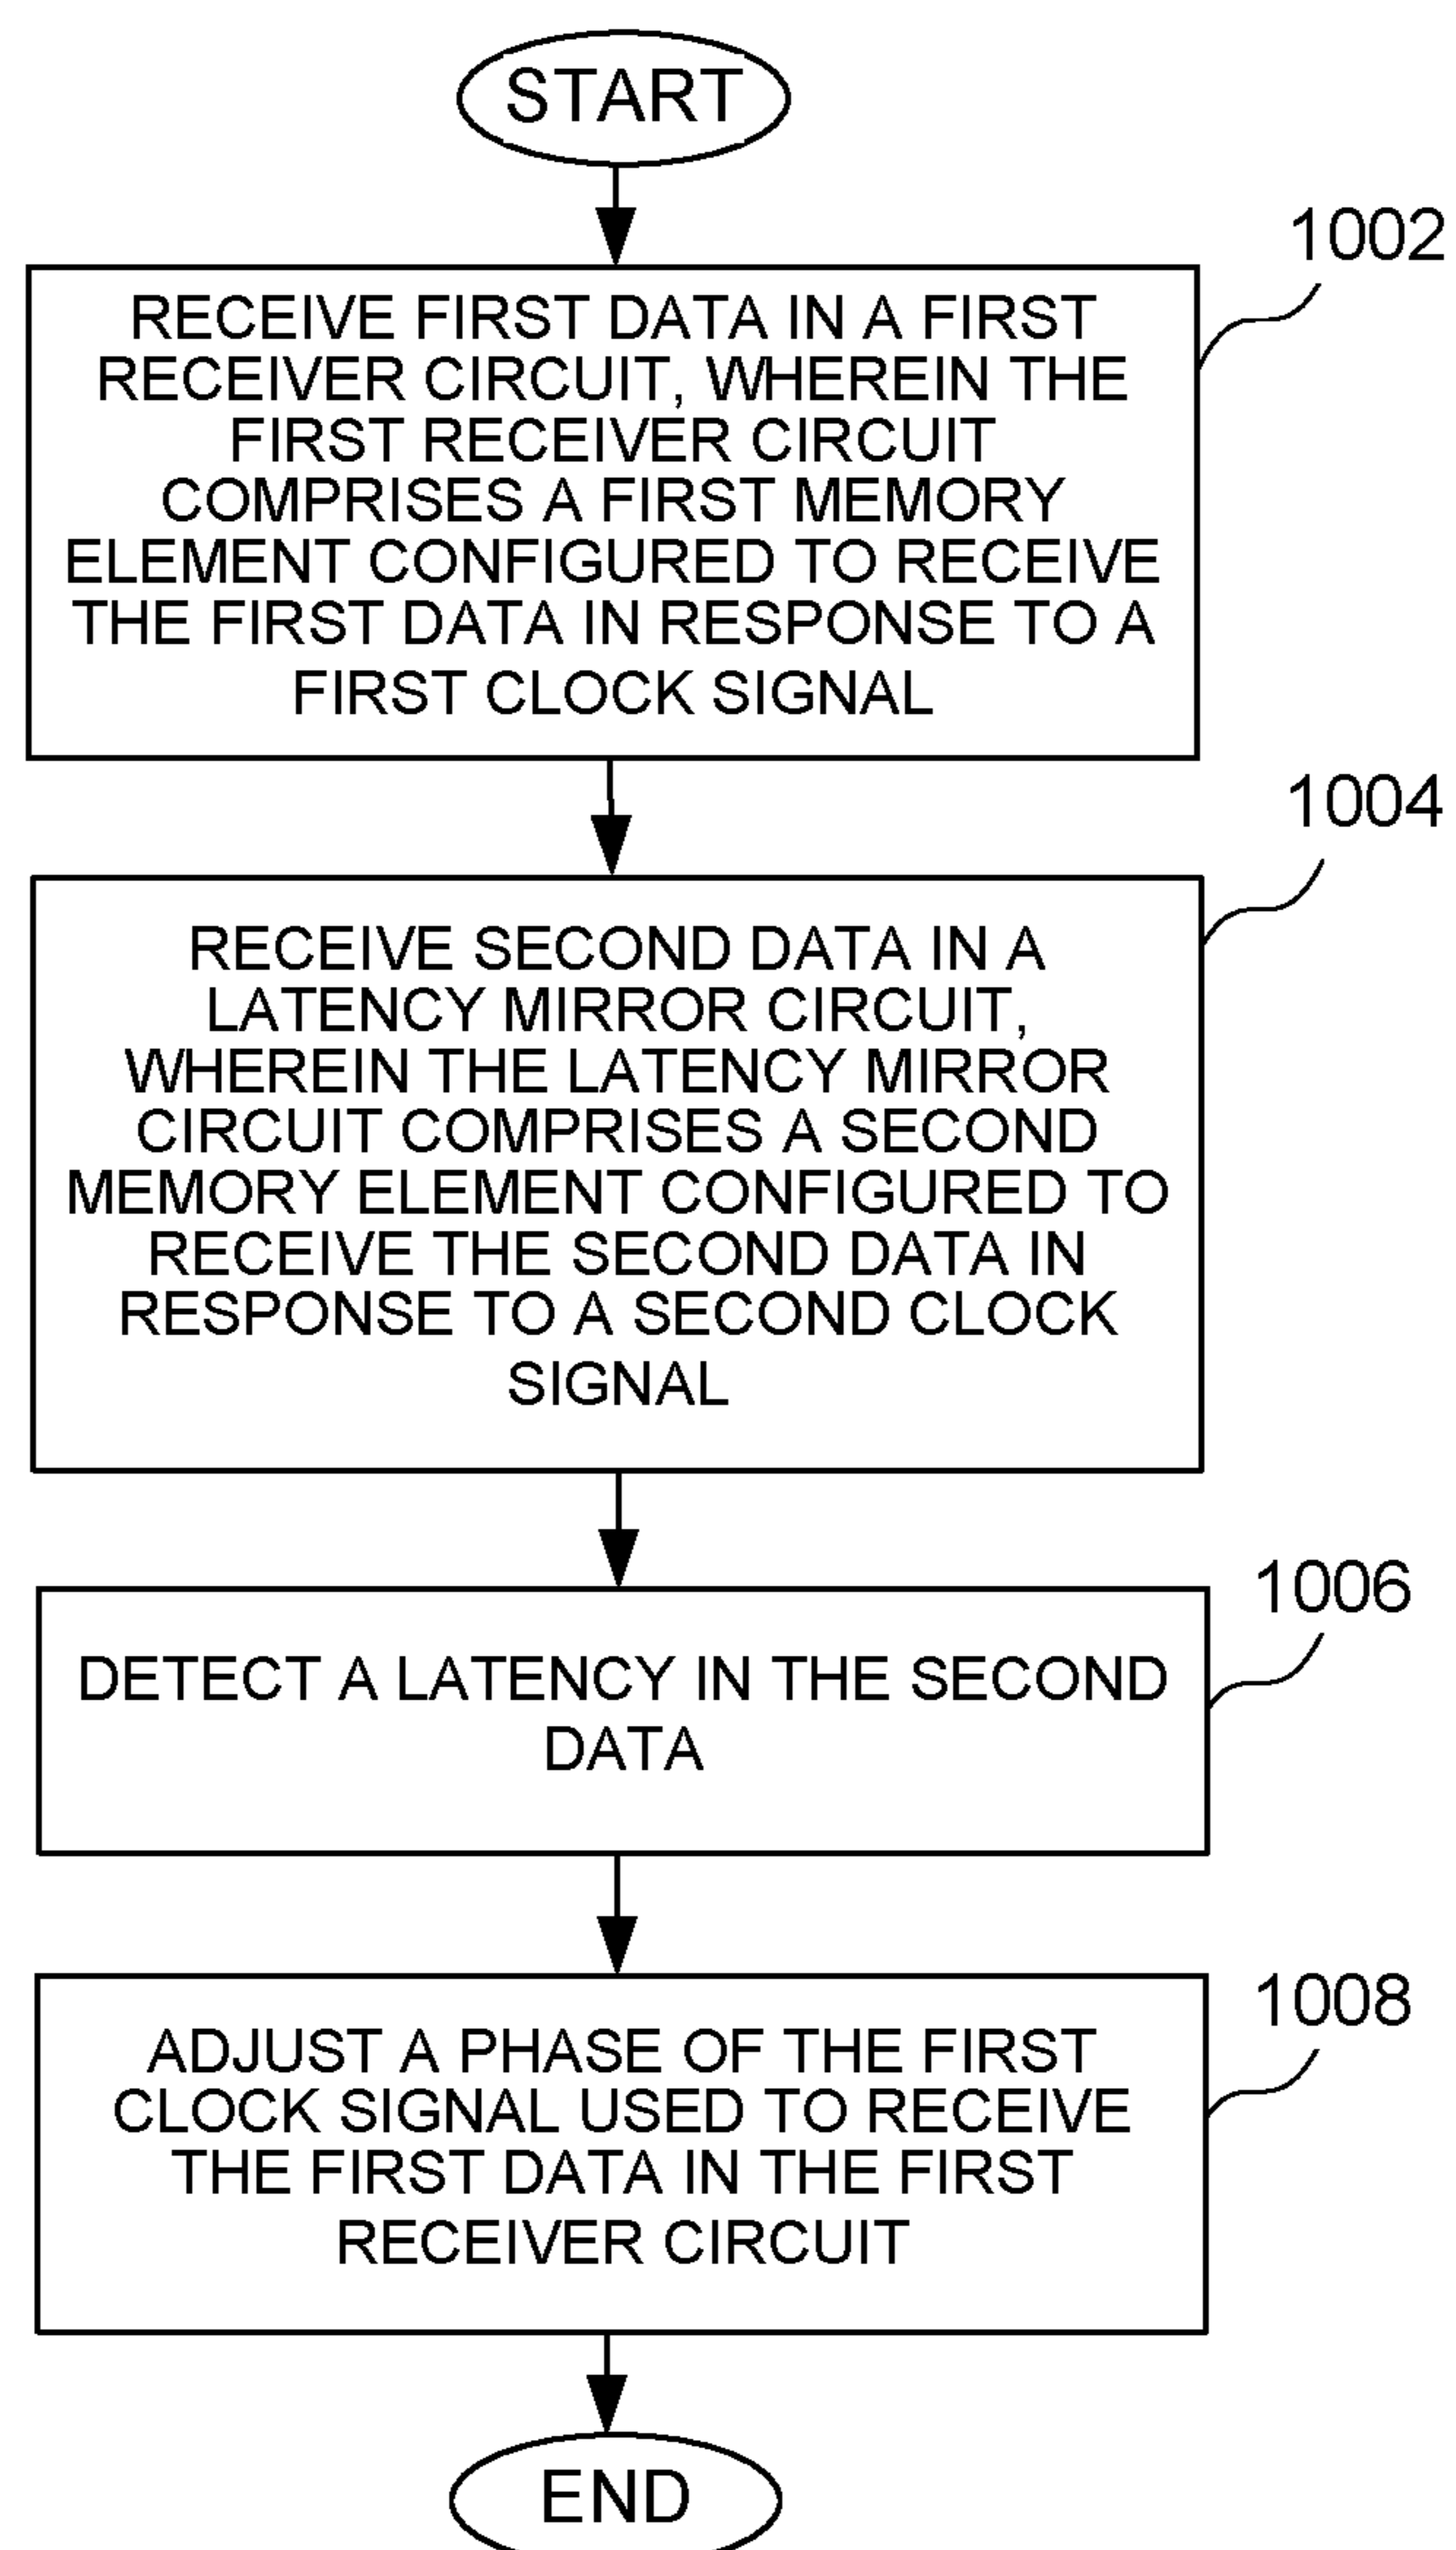 START
1002
RECEIVE FIRST DATA IN A FIRST
RECEIVER CIRCUIT, WHEREIN THE
FIRST RECEIVER CIRCUIT
COMPRISES A FIRST MEMORY
ELEMENT CONFIGURED TO RECEIVE
THE FIRST DATA IN RESPONSE TO A
FIRST CLOCK SIGNAL
1004
RECEIVE SECOND DATA IN A
LATENCY MIRROR CIRCUIT,
WHEREIN THE LATENCY MIRROR
CIRCUIT COMPRISES A SECOND
MEMORY ELEMENT CONFIGURED TO
RECEIVE THE SECOND DATA IN
RESPONSE TO A SECOND CLOCK
SIGNAL
1006
DETECT A LATENCY IN THE SECOND
DATA
1008
ADJUST A PHASE OF THE FIRST
CLOCK SIGNAL USED TO RECEIVE
THE FIRST DATA IN THE FIRST
RECEIVER CIRCUIT
END